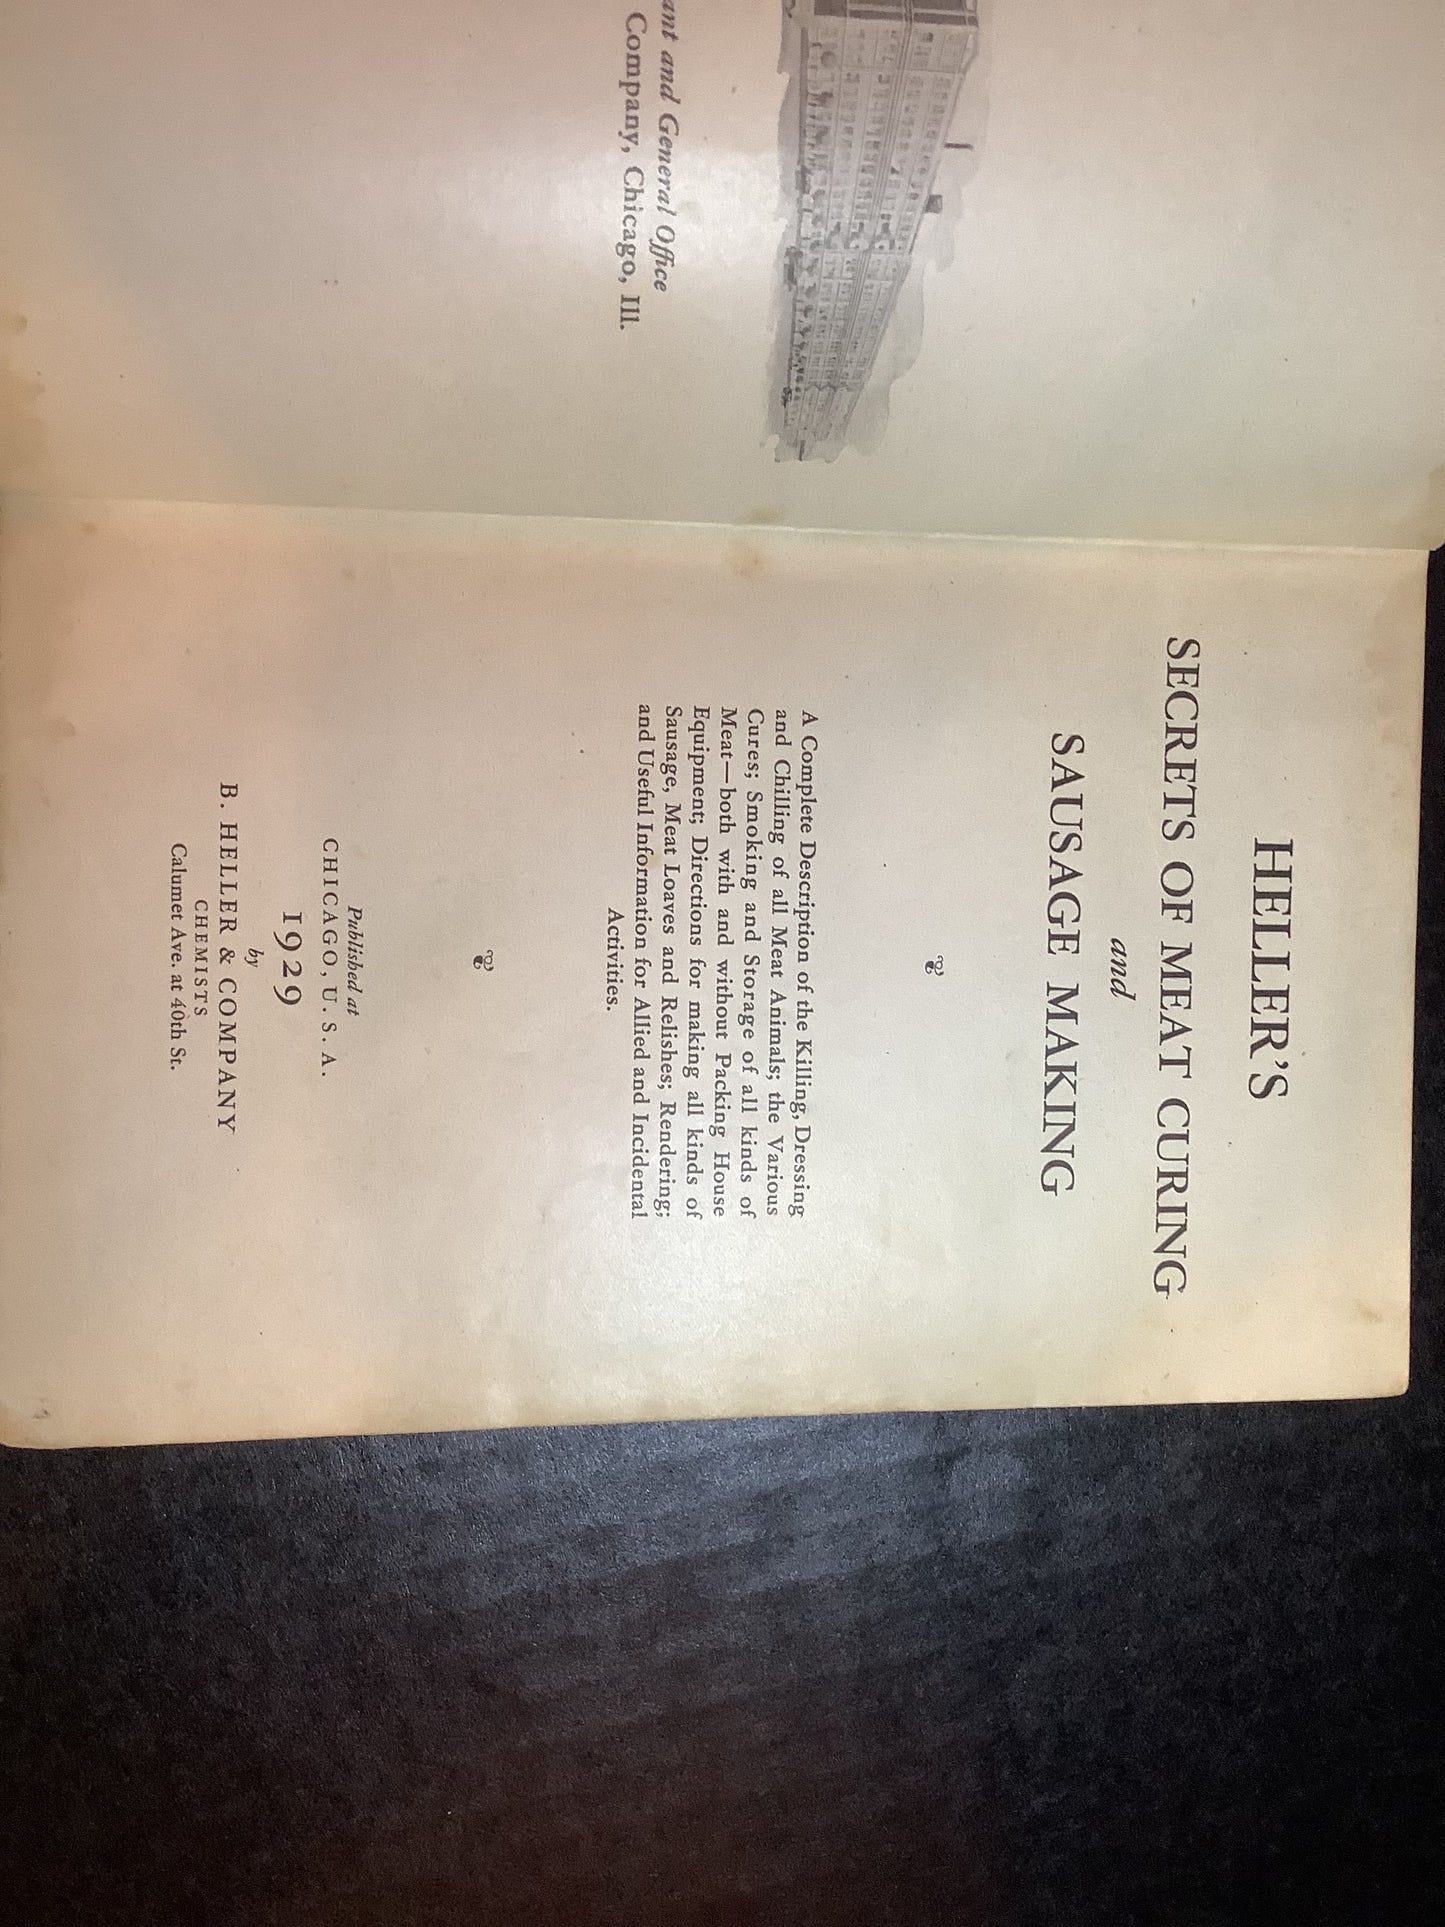 ant and General Office
Company, Chicago, Ill.
HELLER'S
SECRETS OF MEAT CURING
and
SAUSAGE MAKING
A Complete Description of the Killing, Dressing
and Chilling of all Meat Animals; the Various
Cures; Smoking and Storage of all kinds of
Meat—both with and without Packing House
Equipment; Directions for making all kinds of
Sausage, Meat Loaves and Relishes; Rendering;
and Useful Information for Allied and Incidental
Activities.
Published at
CHICAGO, U. S. A.
1929
by
B. HELLER & COMPANY
CHEMISTS
Calumet Ave. at 40th St.